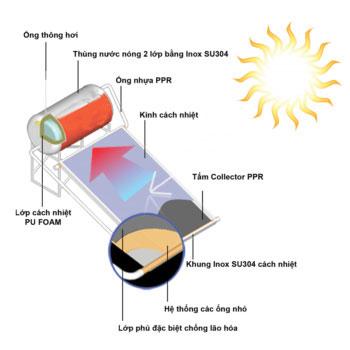 Ống thông hơi
Thùng nước nóng 2 lớp bằng Inox SU304
Ống nhựa PPR
Kính cách nhiệt
Tấm Collector PPR
Lớp cách nhiệt
PU FOAM
Khung Inox SU304 cách nhiệt
Hệ thống các ống nhỏ
Lớp phủ đặc biệt chống lão hóa